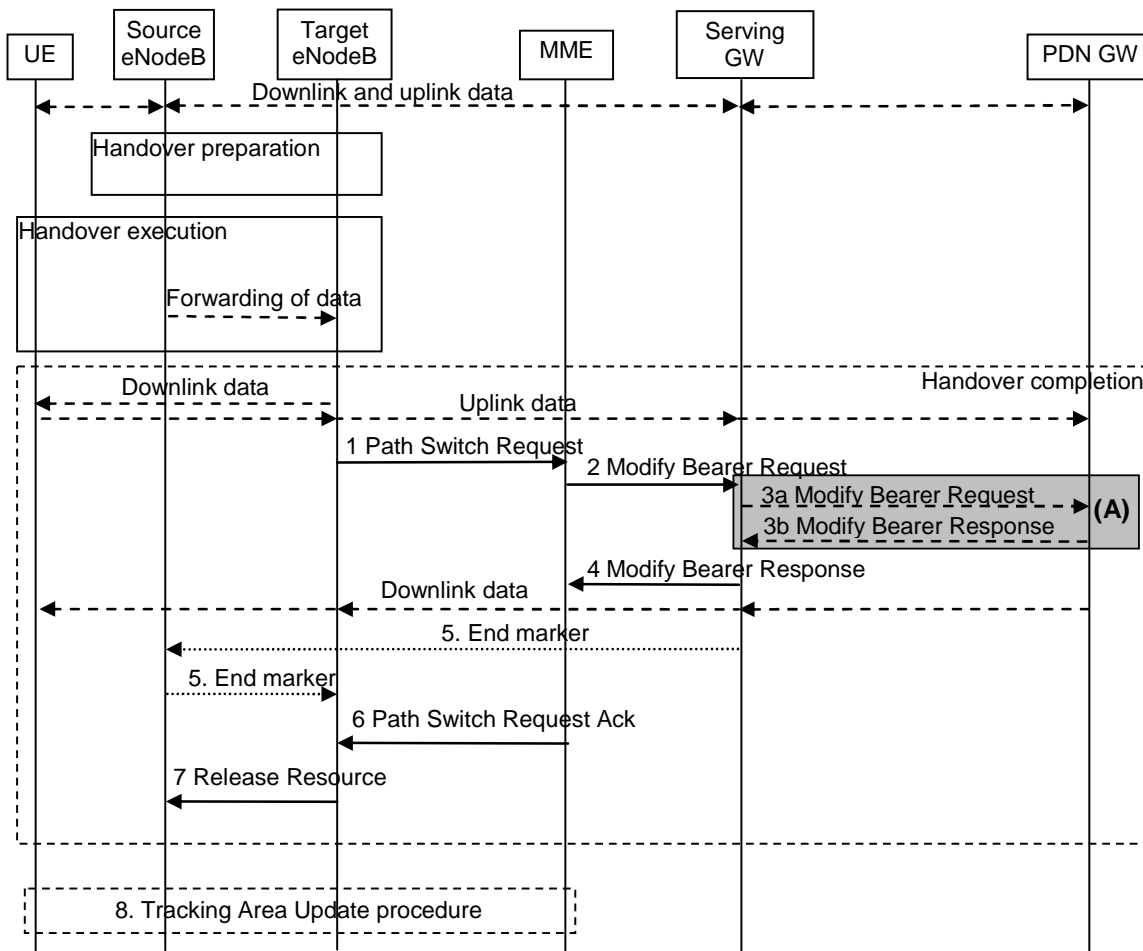 UE
Source
eNodeB
Target
eNodeB
MME
Serving
GW
PDN GW
Downlink and uplink data
Handover preparation
Handover execution
Forwarding of data
Handover completion
Downlink data
Uplink data
1 Path Switch Request
2 Modify Bearer Request
3a Modify Bearer Request
(A)
3b Modify Bearer Response
4 Modify Bearer Response
Downlink data
5. End marker
5. End marker
6 Path Switch Request Ack
7 Release Resource
8. Tracking Area Update procedure